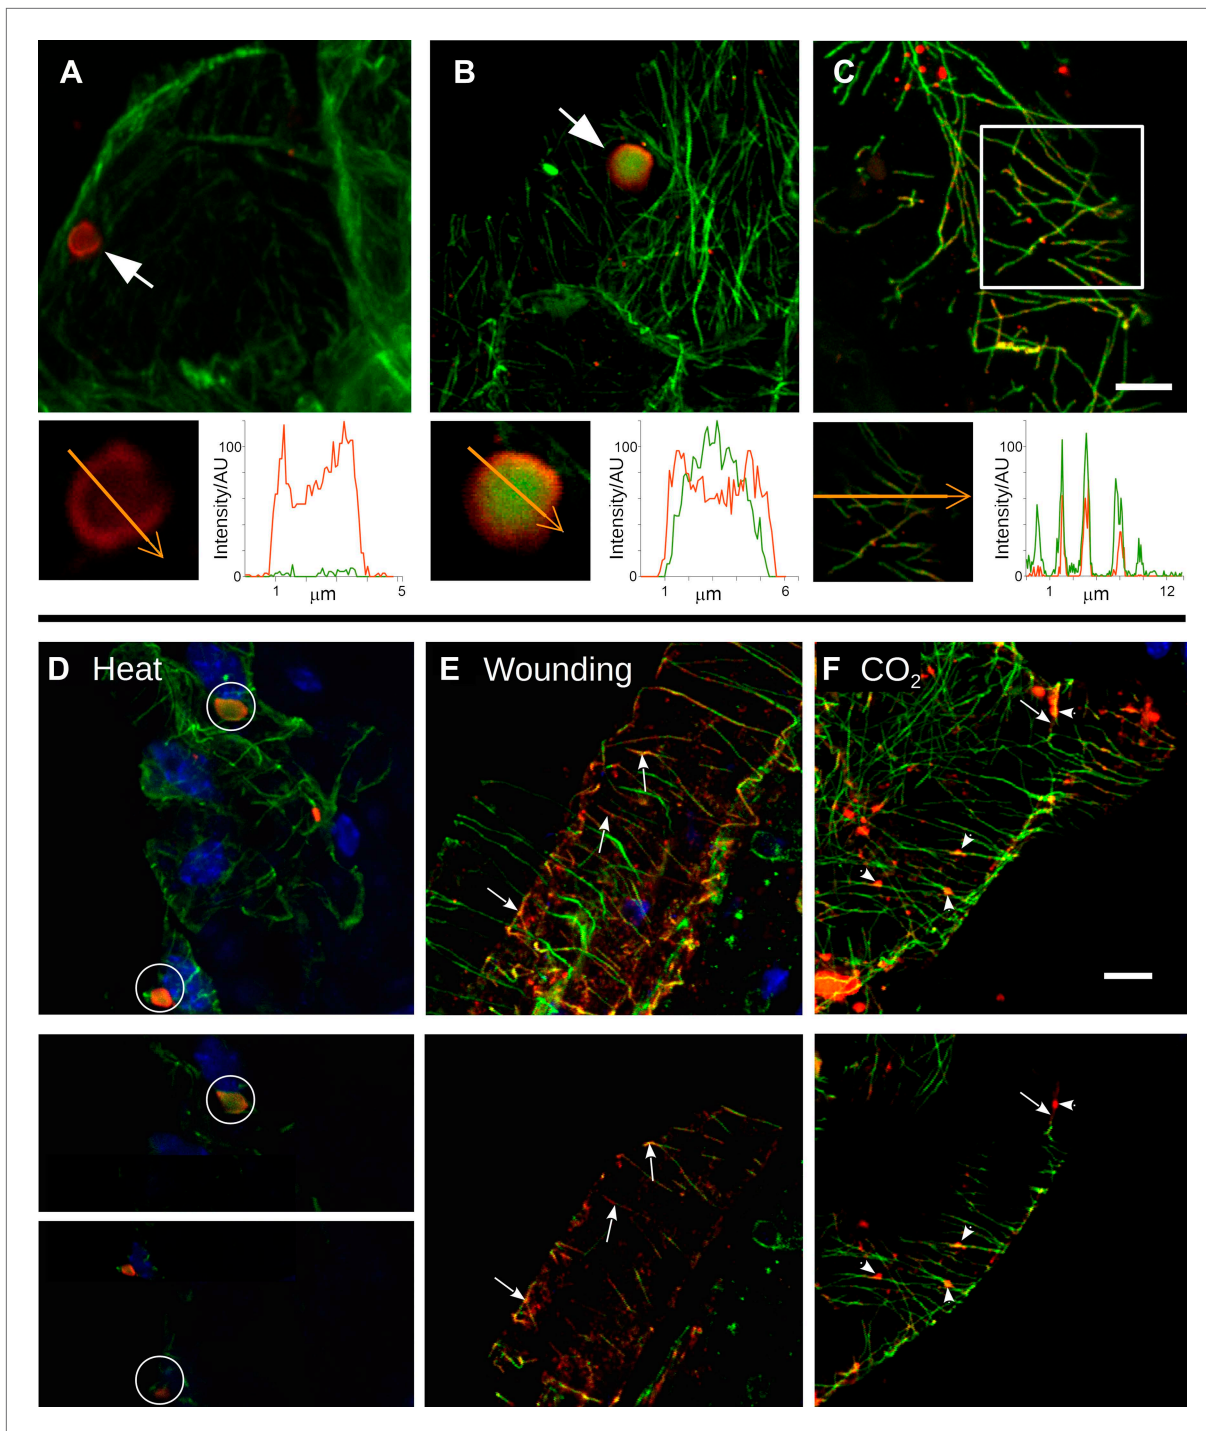 A
B
C
Intensity/AU
100
0
1
μm
5
Intensity/AU
100
0
1
μm
6
Intensity/AU
100
0
1
μm
12
D Heat
E Wounding
F CO₂